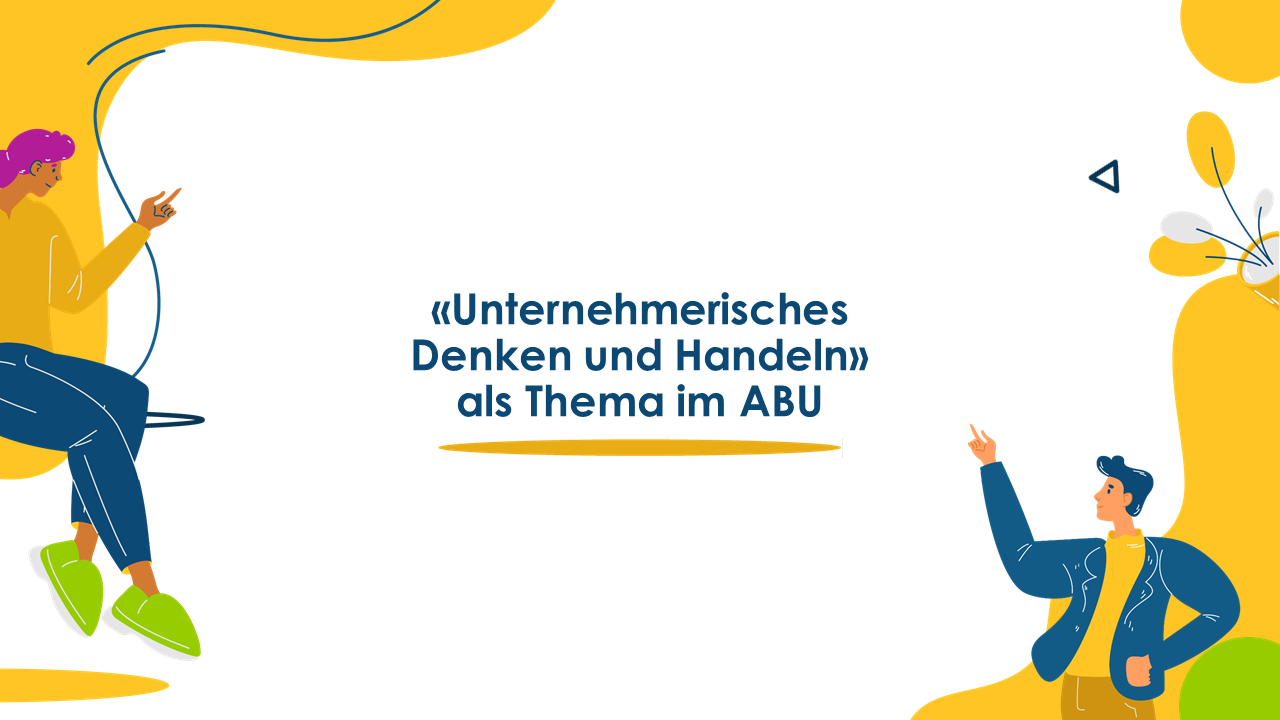 «Unternehmerisches
Denken und Handeln»
als Thema im ABU